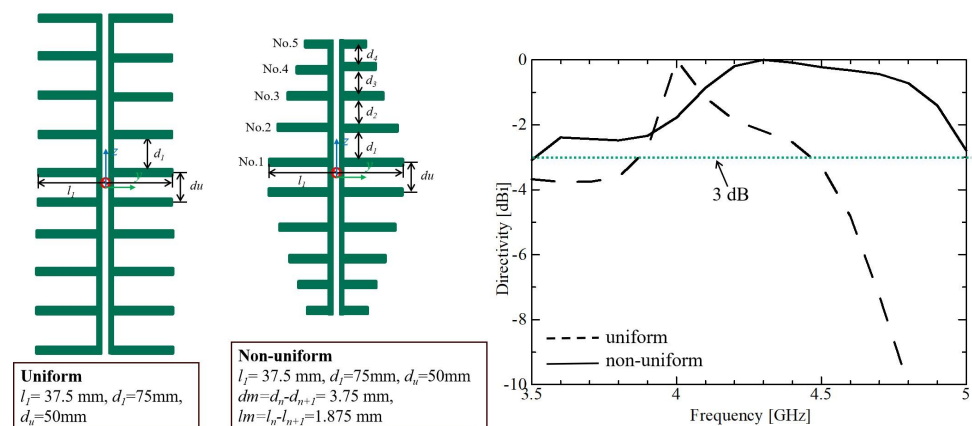 d1
z
y
l1
du
Uniform
l1= 37.5 mm, d1=75mm,
du=50mm
No.5
d4
No.4
d3
No.3
d2
No.2
d1
No.1
z
y
l1
du
Non-uniform
l1= 37.5 mm, d1=75mm, du=50mm
dm=dn-dn+1= 3.75 mm,
lm=ln-ln+1=1.875 mm
Directivity [dBi]
0
-2
-4
-6
-8
-10
3 dB
uniform
non-uniform
3.5
4
4.5
5
Frequency [GHz]